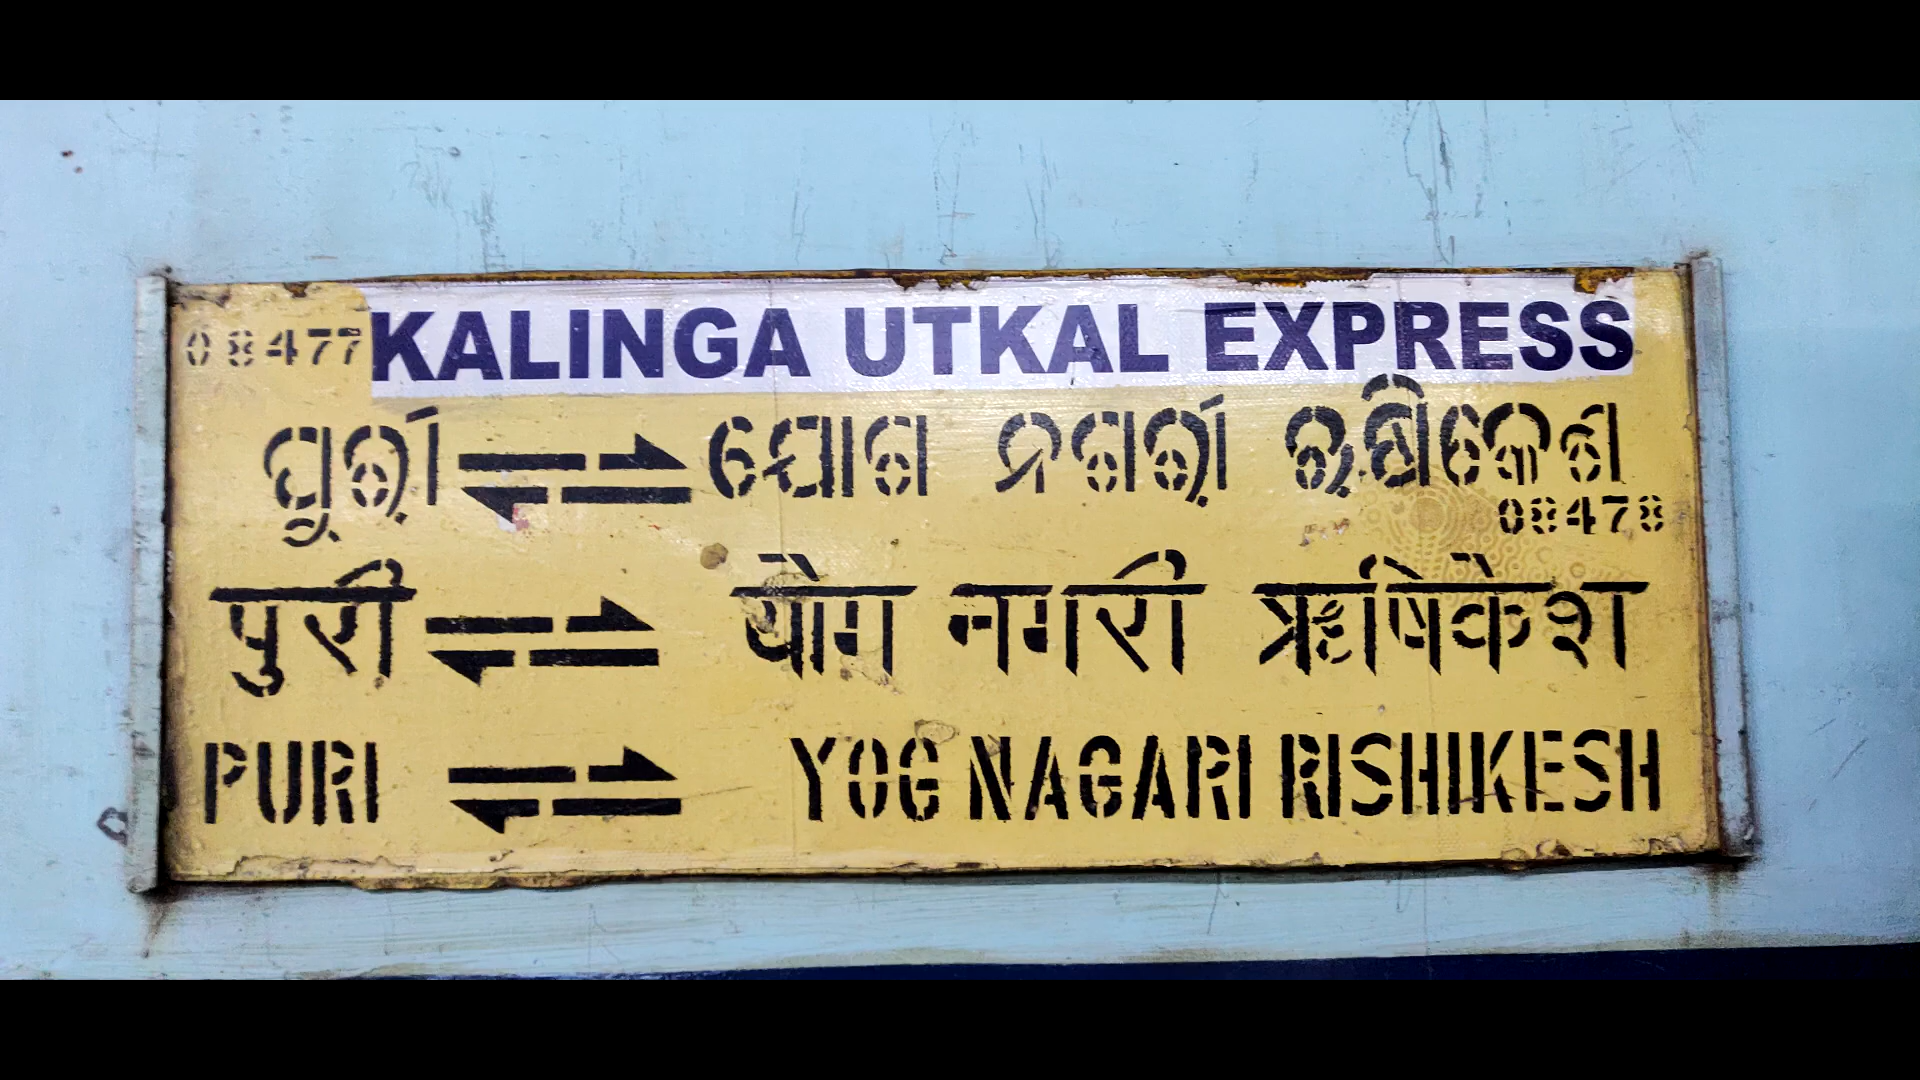 08477 KALINGA UTKAL EXPRESS
ପୁରୀ ⇌ ଯୋଗ ନଗରୀ ଋଷିକେଶ
08478
पुरी ⇌ योग नगरी ऋषिकेश
PURI ⇌ YOG NAGARI RISHIKESH